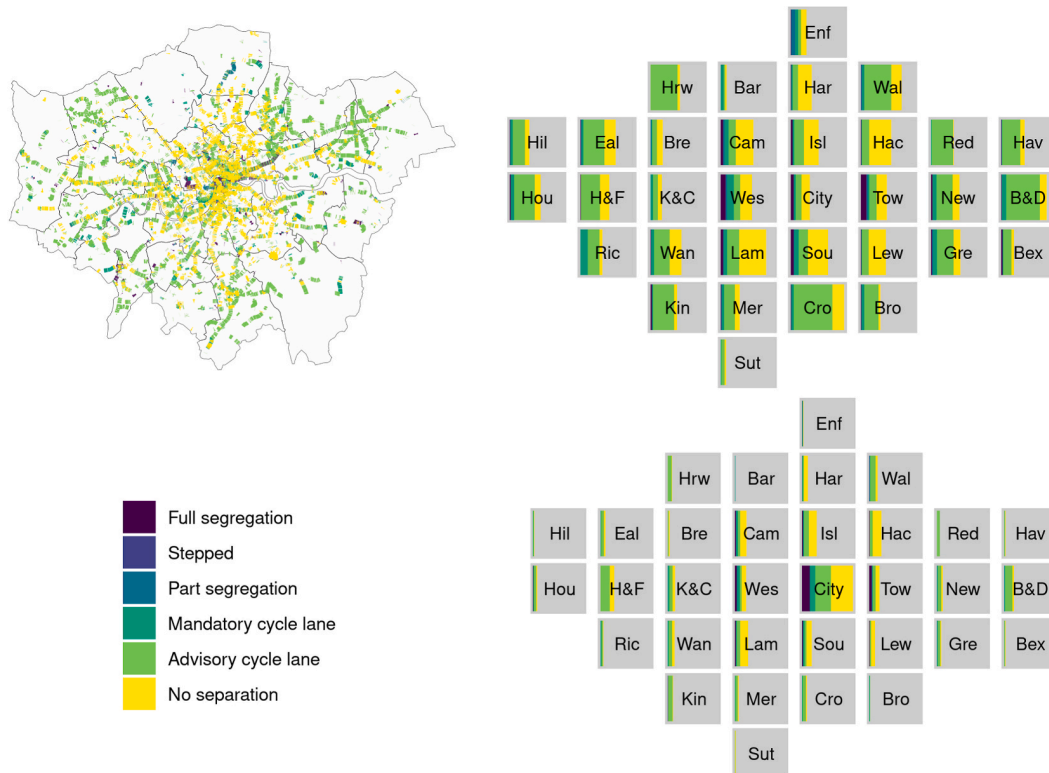 Enf
Hrw Bar Har Wal
Hil Eal Bre Cam Isl Hac Red Hav
Hou H&F K&C Wes City Tow New B&D
Ric Wan Lam Sou Lew Gre Bex
Kin Mer Cro Bro
Sut
Full segregation
Stepped
Part segregation
Mandatory cycle lane
Advisory cycle lane
No separation
Enf
Hrw Bar Har Wal
Hil Eal Bre Cam Isl Hac Red Hav
Hou H&F K&C Wes City Tow New B&D
Ric Wan Lam Sou Lew Gre Bex
Kin Mer Cro Bro
Sut